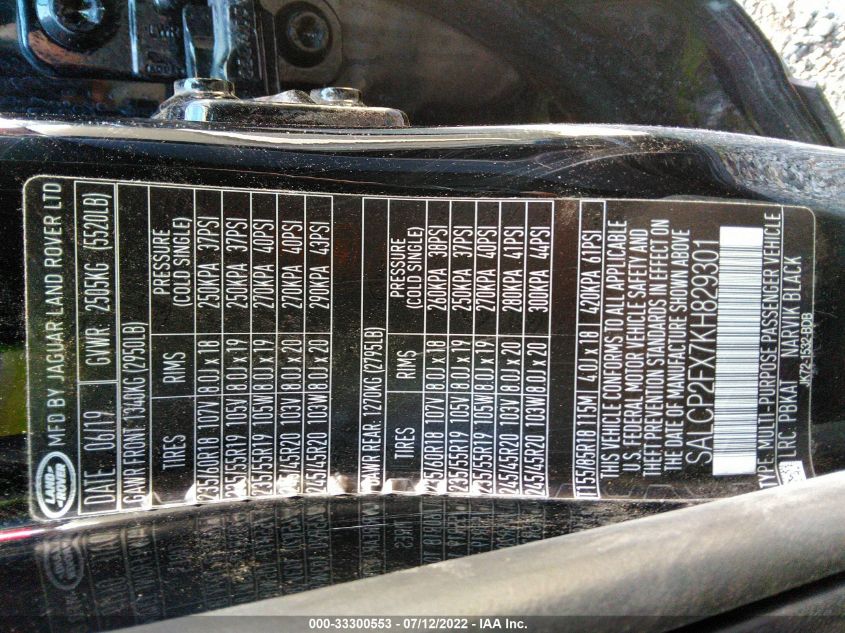 LAND ROVER
MFD BY JAGUAR LAND ROVER LTD
DATE: 06/19 GVWR 2505KG (5520LB)
GAWR FRONT: 1340KG (2950LB)
TIRES RIMS PRESSURE (COLD SINGLE)
235/60R18 107V 8.0J x 18 250KPA 37PSI
235/55R19 105V 8.0J x 19 250KPA 37PSI
235/55R19 105W 8.0J x 19 270KPA 40PSI
245/45R20 103V 8.0J x 20 270KPA 40PSI
245/45R20 103W 8.0J x 20 290KPA 43PSI
GAWR REAR: 1270KG (2795LB)
TIRES RIMS PRESSURE (COLD SINGLE)
235/60R18 107V 8.0J x 18 260KPA 38PSI
235/55R19 105V 8.0J x 19 250KPA 37PSI
235/55R19 105W 8.0J x 19 270KPA 40PSI
245/45R20 103V 8.0J x 20 280KPA 41PSI
245/45R20 103W 8.0J x 20 300KPA 44PSI
T155/85R18 115M 4.0J x 18 420KPA 61PSI
THIS VEHICLE CONFORMS TO ALL APPLICABLE
U.S. FEDERAL MOTOR VEHICLE SAFETY AND
THEFT PREVENTION STANDARDS IN EFFECT ON
THE DATE OF MANUFACTURE SHOWN ABOVE
SALCP2FX7KH829301
TYPE: MULTI-PURPOSE PASSENGER VEHICLE
LRC: PBKAT NARVIK BLACK
JK72-15324-BDB
000-33300553 - 07/12/2022 - IAA Inc.